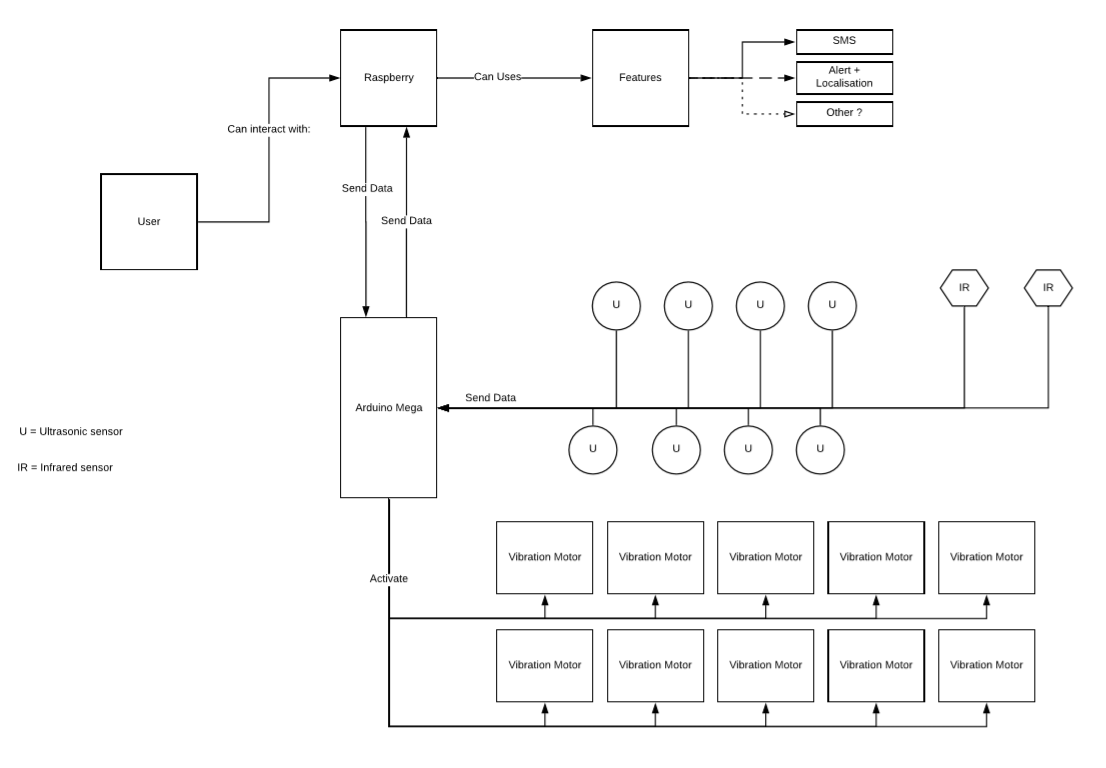 SMS
Raspberry
Can Uses
Features
Alert +
Localisation
Other ?
Can interact with:
Send Data
User
Send Data
IR
IR
U
U
U
U
Send Data
Arduino Mega
U = Ultrasonic sensor
U
U
U
U
IR = Infrared sensor
Vibration Motor
Vibration Motor
Vibration Motor
Vibration Motor
Vibration Motor
Activate
Vibration Motor
Vibration Motor
Vibration Motor
Vibration Motor
Vibration Motor